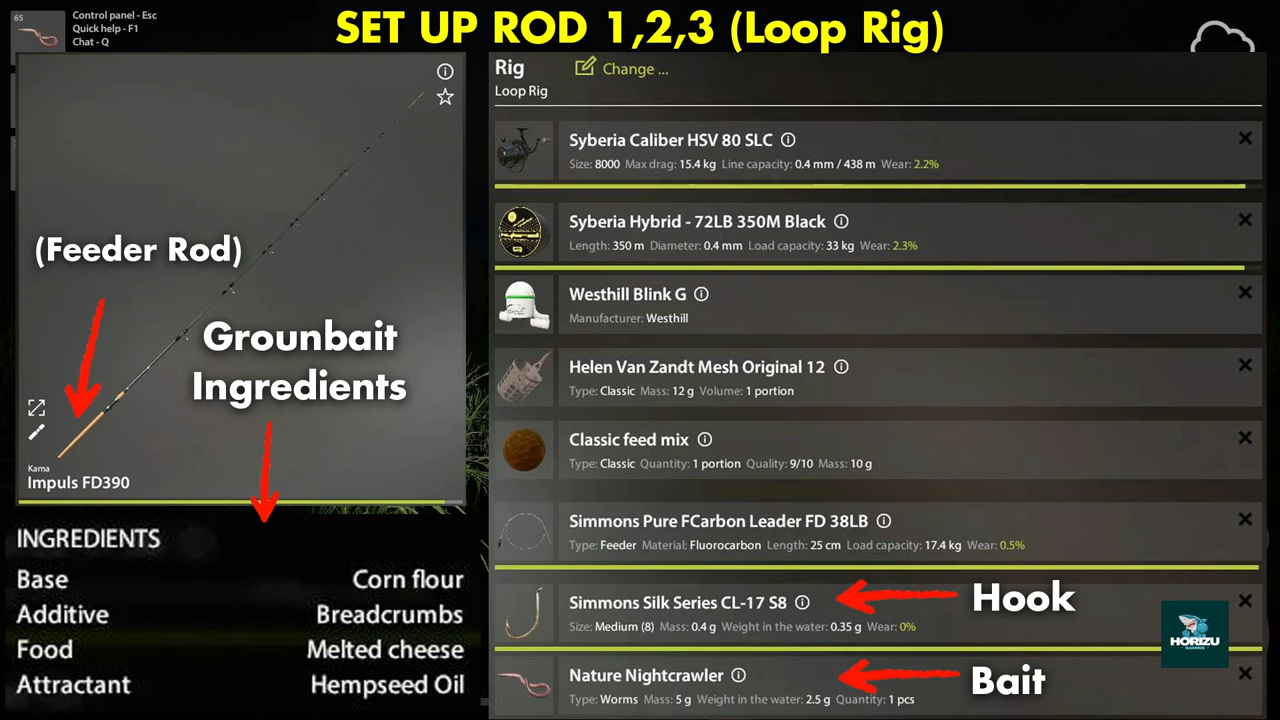 SET UP ROD 1,2,3 (Loop Rig)
65
Control panel - Esc
Quick help - F1
Chat - Q
(Feeder Rod)
Grounbait
Ingredients
Kama
Impuls FD390
INGREDIENTS
Base Corn flour
Additive Breadcrumbs
Food Melted cheese
Attractant Hempseed Oil
Rig Change ...
Loop Rig
Syberia Caliber HSV 80 SLC
Size: 8000 Max drag: 15.4 kg Line capacity: 0.4 mm / 438 m Wear: 2.2%
Syberia Hybrid - 72LB 350M Black
Length: 350 m Diameter: 0.4 mm Load capacity: 33 kg Wear: 2.3%
Westhill Blink G
Manufacturer: Westhill
Helen Van Zandt Mesh Original 12
Type: Classic Mass: 12 g Volume: 1 portion
Classic feed mix
Type: Classic Quantity: 1 portion Quality: 9/10 Mass: 10 g
Simmons Pure FCarbon Leader FD 38LB
Type: Feeder Material: Fluorocarbon Length: 25 cm Load capacity: 17.4 kg Wear: 0.5%
Simmons Silk Series CL-17 S8
Size: Medium (8) Mass: 0.4 g Weight in the water: 0.35 g Wear: 0%
Hook
Nature Nightcrawler
Type: Worms Mass: 5 g Weight in the water: 2.5 g Quantity: 1 pcs
Bait
HORIZU
GAMING